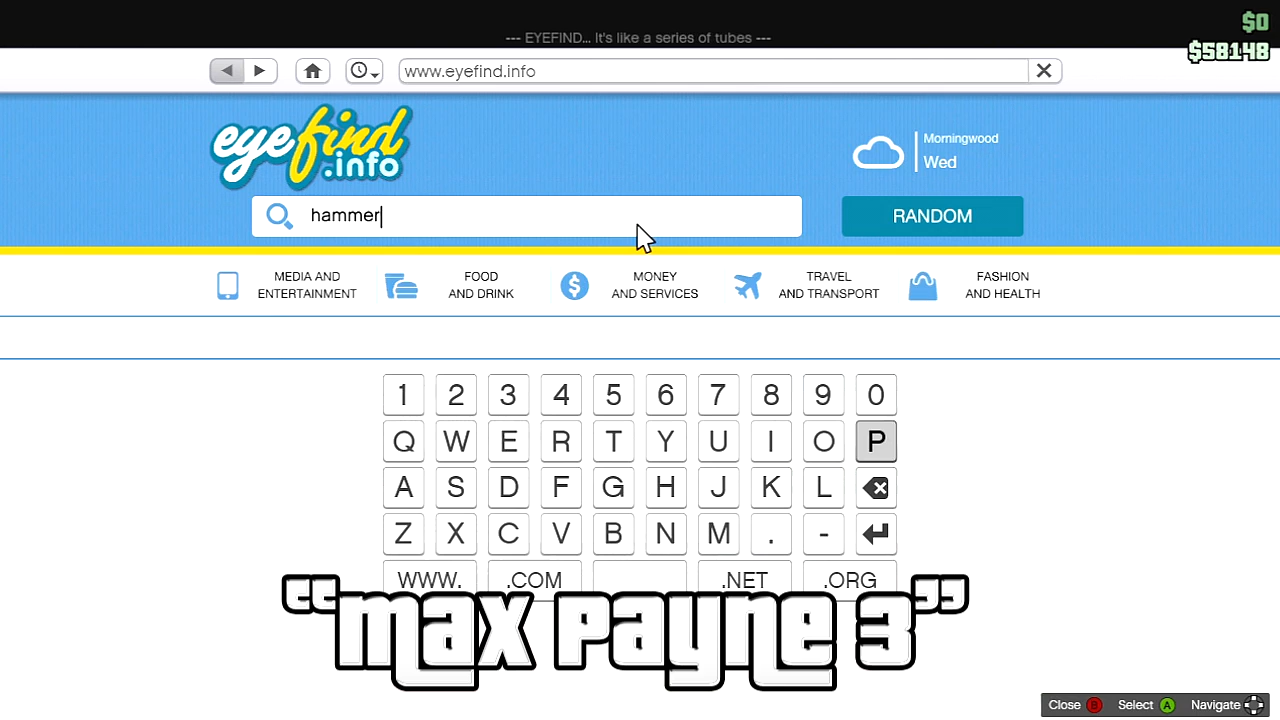 $0
--- EYEFIND... It's like a series of tubes ---
$58148
www.eyefind.info
eyefind
.info
Morningwood
Wed
hammer
RANDOM
MEDIA AND
ENTERTAINMENT
FOOD
AND DRINK
MONEY
AND SERVICES
TRAVEL
AND TRANSPORT
FASHION
AND HEALTH
1 2 3 4 5 6 7 8 9 0
Q W E R T Y U I O P
A S D F G H J K L
Z X C V B N M . -
WWW. .COM .NET .ORG
“Max Payne 3”
Close B Select A Navigate